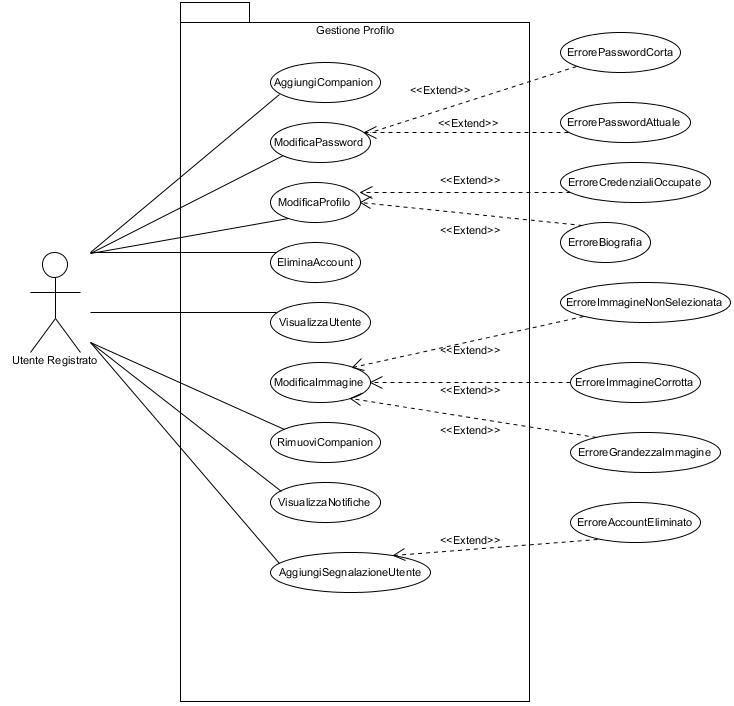 Gestione Profilo
ErrorePasswordCorta
AggiungiCompanion
<<Extend>>
<<Extend>>
ErrorePasswordAttuale
ModificaPassword
<<Extend>>
ErroreCredenzialiOccupate
ModificaProfilo
<<Extend>>
ErroreBiografia
EliminaAccount
ErroreImmagineNonSelezionata
VisualizzaUtente
<<Extend>>
Utente Registrato
ModificaImmagine
ErroreImmagineCorrotta
<<Extend>>
<<Extend>>
RimuoviCompanion
ErroreGrandezzaImmagine
VisualizzaNotifiche
ErroreAccountEliminato
<<Extend>>
AggiungiSegnalazioneUtente